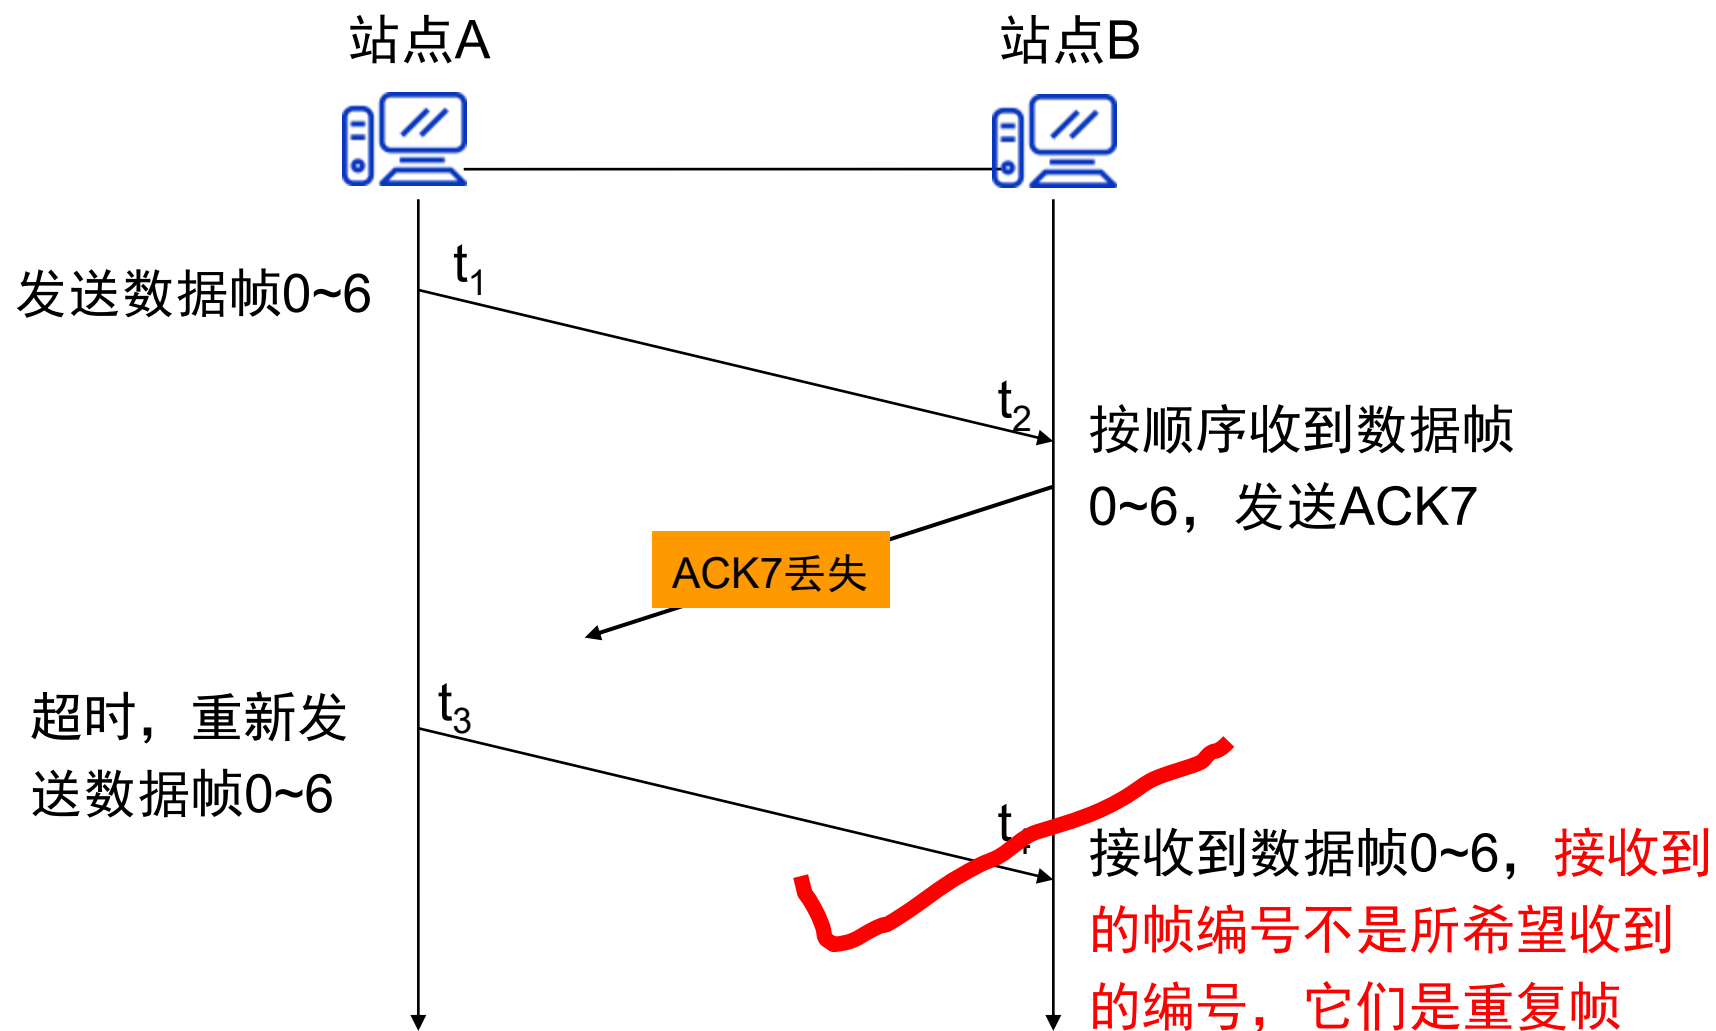 站点A
站点B
t1
发送数据帧0~6
t2
按顺序收到数据帧
0~6，发送ACK7
ACK7丢失
t3
超时，重新发
送数据帧0~6
t4
接收到数据帧0~6，接收到
的帧编号不是所希望收到
的编号，它们是重复帧